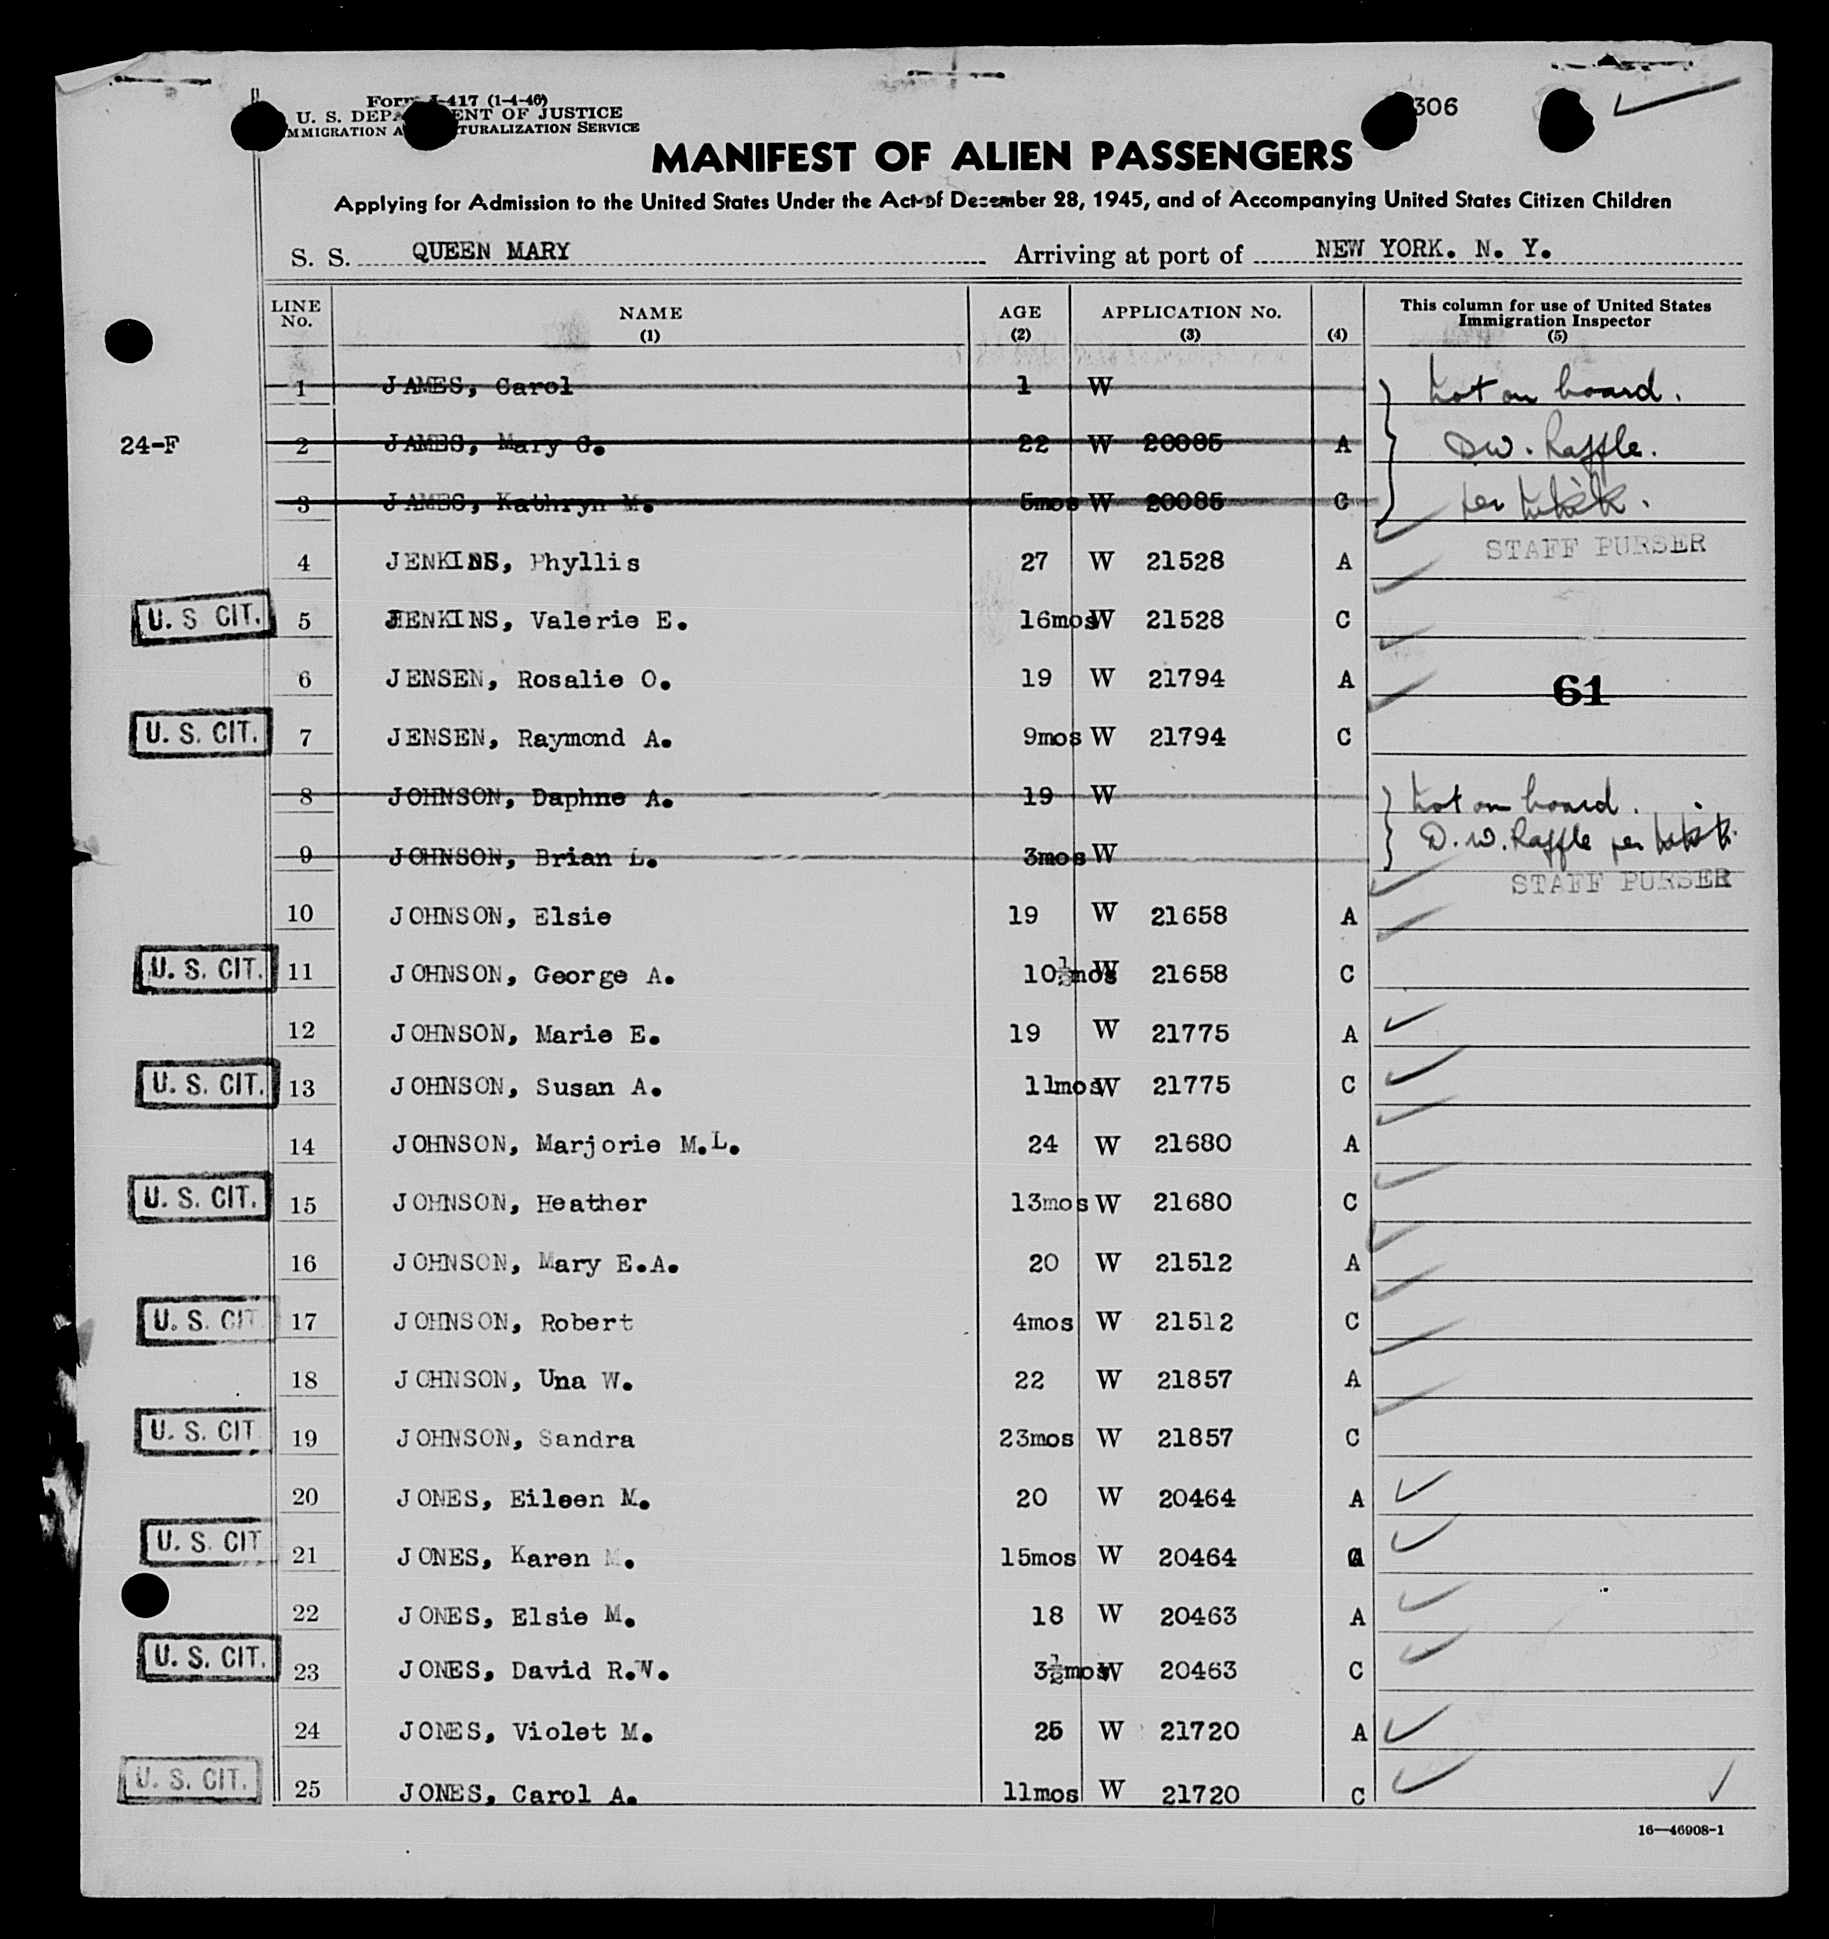 Form I-417 (1-4-46)
U. S. DEPARTMENT OF JUSTICE
IMMIGRATION AND NATURALIZATION SERVICE
306
MANIFEST OF ALIEN PASSENGERS
Applying for Admission to the United States Under the Act of December 28, 1945, and of Accompanying United States Citizen Children
S. S. QUEEN MARY Arriving at port of NEW YORK. N. Y.
LINE No. NAME (1) AGE (2) APPLICATION No. (3) (4) This column for use of United States Immigration Inspector (5)
1 JAMES, Carol 1 W Not on board.
24-F 2 JAMES, Mary G. 22 W 20085 A D.W. Raffle.
3 JAMES, Kathryn M. 5mos W 20085 C per
STAFF PURSER
4 JENKINS, Phyllis 27 W 21528 A
U. S CIT. 5 JENKINS, Valerie E. 16mos W 21528 C
6 JENSEN, Rosalie O. 19 W 21794 A 61
U. S. CIT. 7 JENSEN, Raymond A. 9mos W 21794 C
8 JOHNSON, Daphne A. 19 W Not on board.
9 JOHNSON, Brian L. 3mos W D. W. Raffle per
STAFF PURSER
10 JOHNSON, Elsie 19 W 21658 A
U. S. CIT. 11 JOHNSON, George A. 10½mos W 21658 C
12 JOHNSON, Marie E. 19 W 21775 A
U. S. CIT. 13 JOHNSON, Susan A. 11mos W 21775 C
14 JOHNSON, Marjorie M.L. 24 W 21680 A
U. S. CIT. 15 JOHNSON, Heather 13mos W 21680 C
16 JOHNSON, Mary E.A. 20 W 21512 A
U. S. CIT 17 JOHNSON, Robert 4mos W 21512 C
18 JOHNSON, Una W. 22 W 21857 A
U. S. CIT 19 JOHNSON, Sandra 23mos W 21857 C
20 JONES, Eileen M. 20 W 20464 A
U. S. CIT 21 JONES, Karen M. 15mos W 20464 C
22 JONES, Elsie M. 18 W 20463 A
U. S. CIT. 23 JONES, David R.W. 3½mos W 20463 C
24 JONES, Violet M. 25 W 21720 A
U. S. CIT. 25 JONES, Carol A. 11mos W 21720 C
16—46908-1